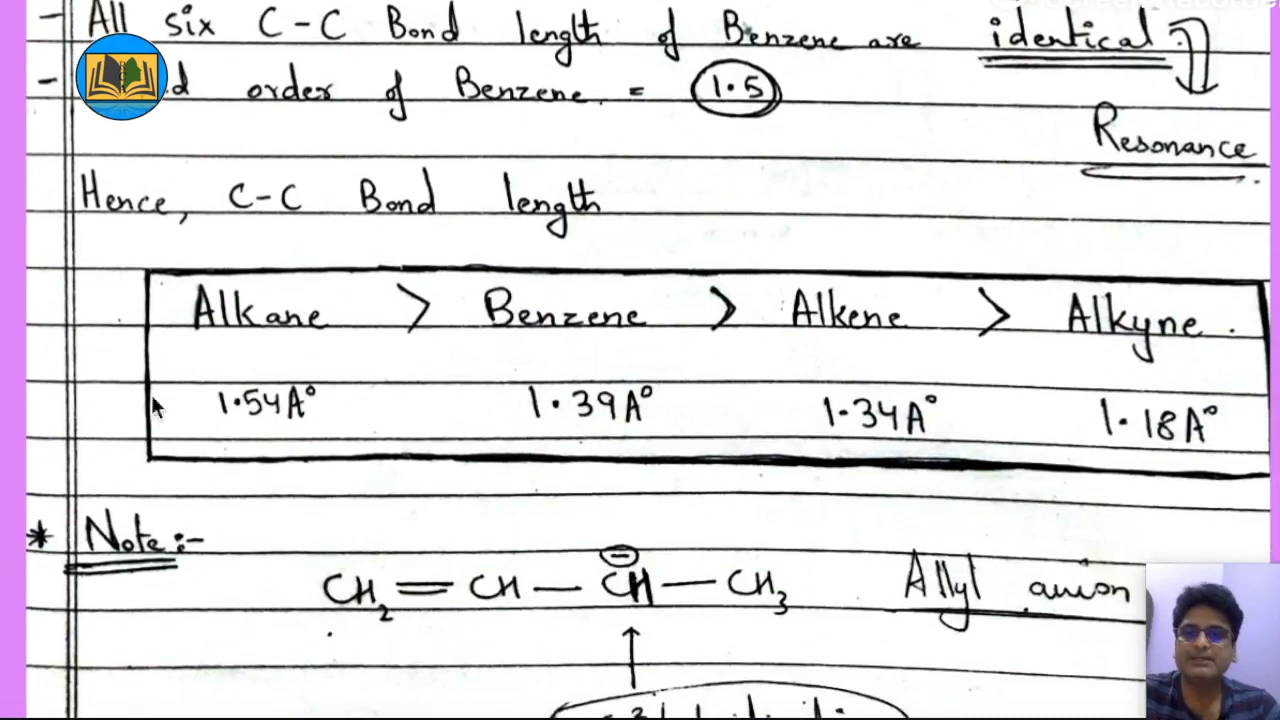 - All six C-C Bond length of Benzene are identical.
- d order of Benzene. = 1.5
Resonance
Hence, C-C Bond length
Alkane > Benzene > Alkene > Alkyne.
1.54A° 1.39A° 1.34A° 1.18A°
* Note:-
CH₂=CH-CH-CH₃ Allyl anion
⊖